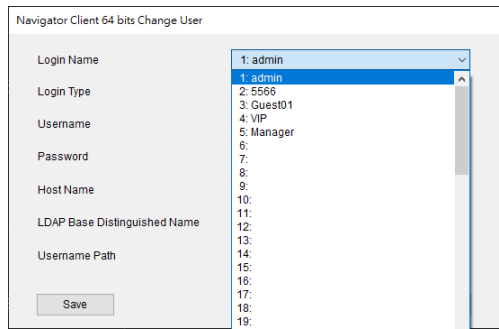 Navigator Client 64 bits Change User
Login Name
1: admin
1: admin
2: 5566
3: Guest01
4: VIP
5: Manager
6:
7:
8:
9:
10:
11:
12:
13:
14:
15:
16:
17:
18:
19:
Login Type
Username
Password
Host Name
LDAP Base Distinguished Name
Username Path
Save